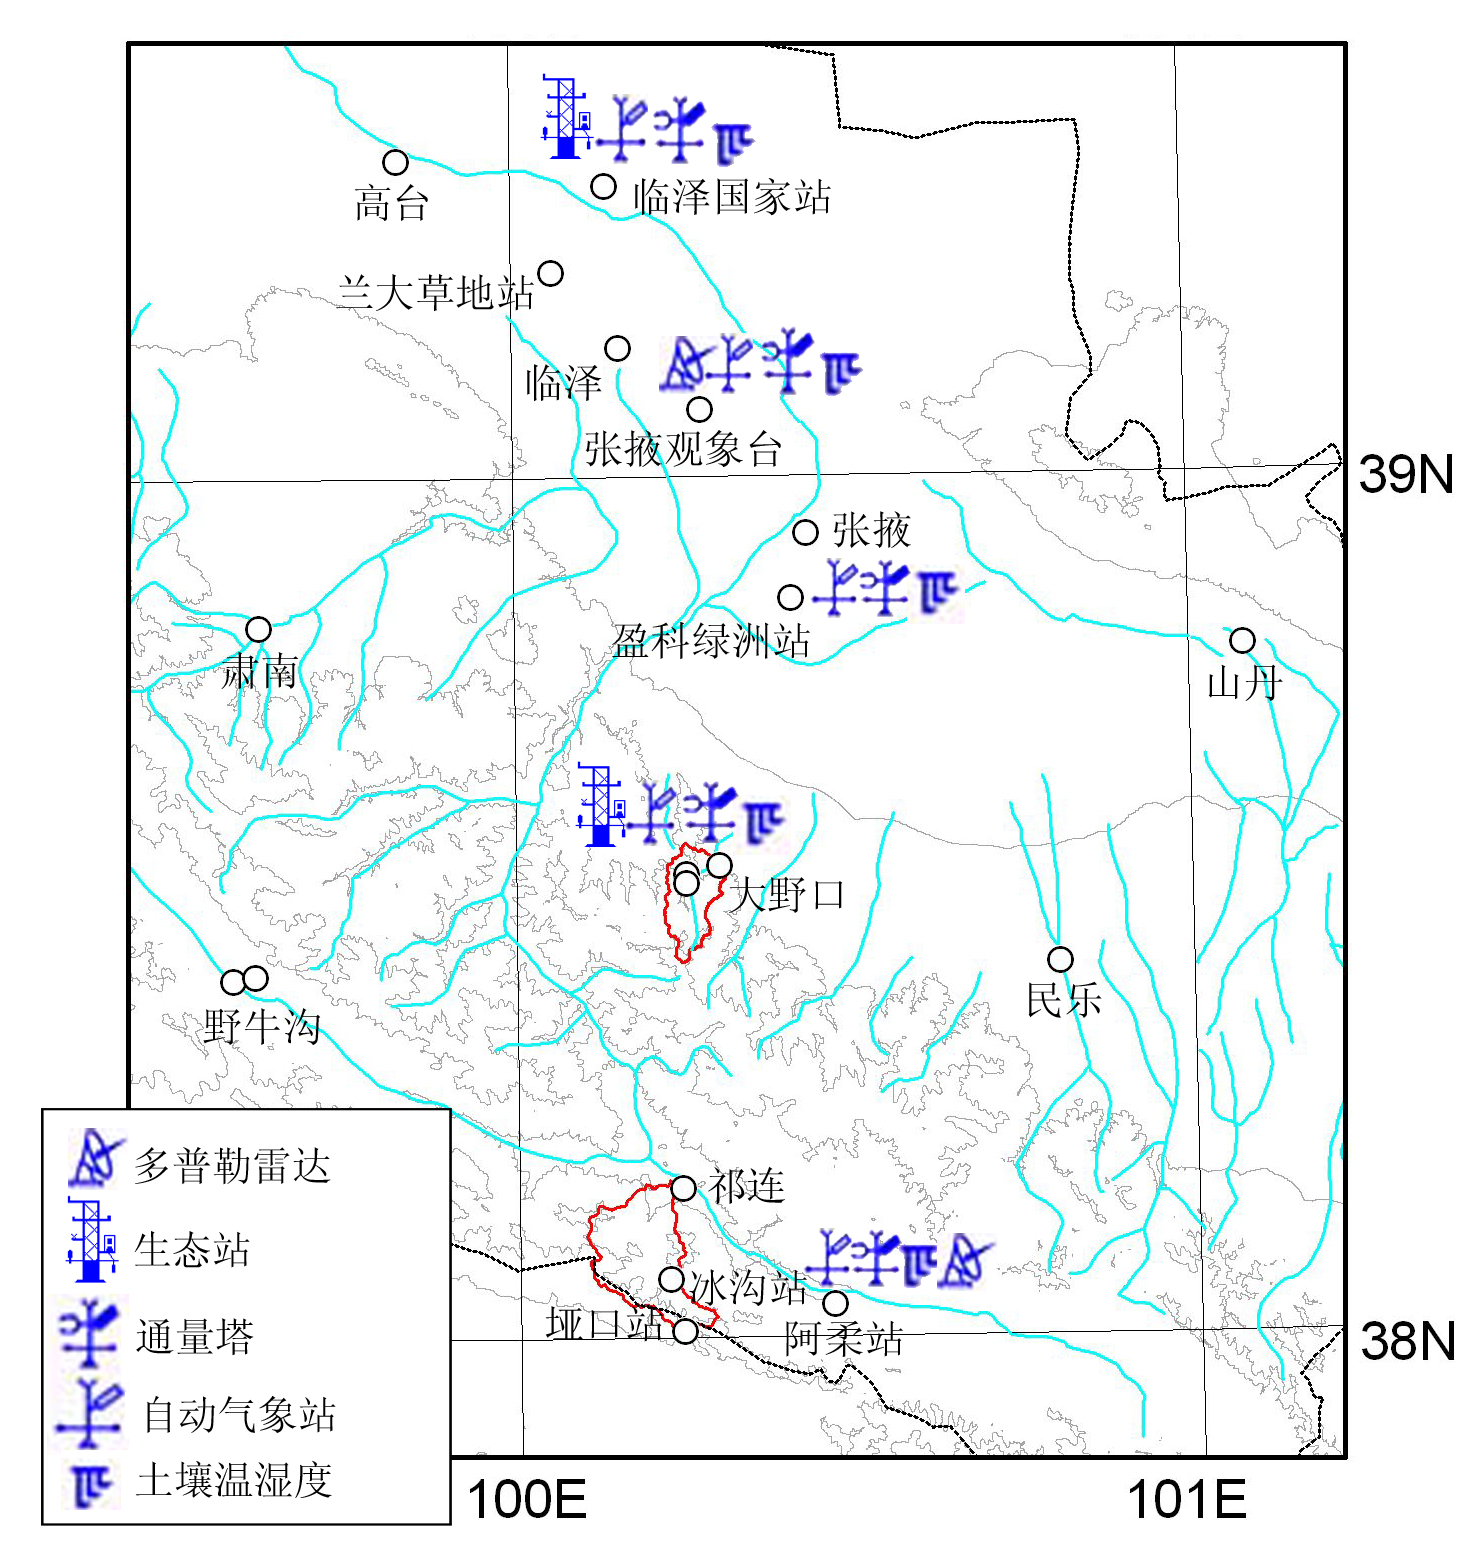 高台
临泽国家站
兰大草地站
临泽
张掖观象台
39N
张掖
盈科绿洲站
肃南
山丹
大野口
野牛沟
民乐
祁连
冰沟站
垭口站
阿柔站
38N
多普勒雷达
生态站
通量塔
自动气象站
土壤温湿度
100E
101E